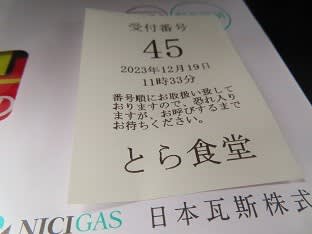 受付番号
45
2023年12月19日
11時33分
番号順にお取扱い致して
おりますので、恐れ入り
ますが、お呼びするまで
お待ちください。
とら食堂
NICIGAS 日本瓦斯株式